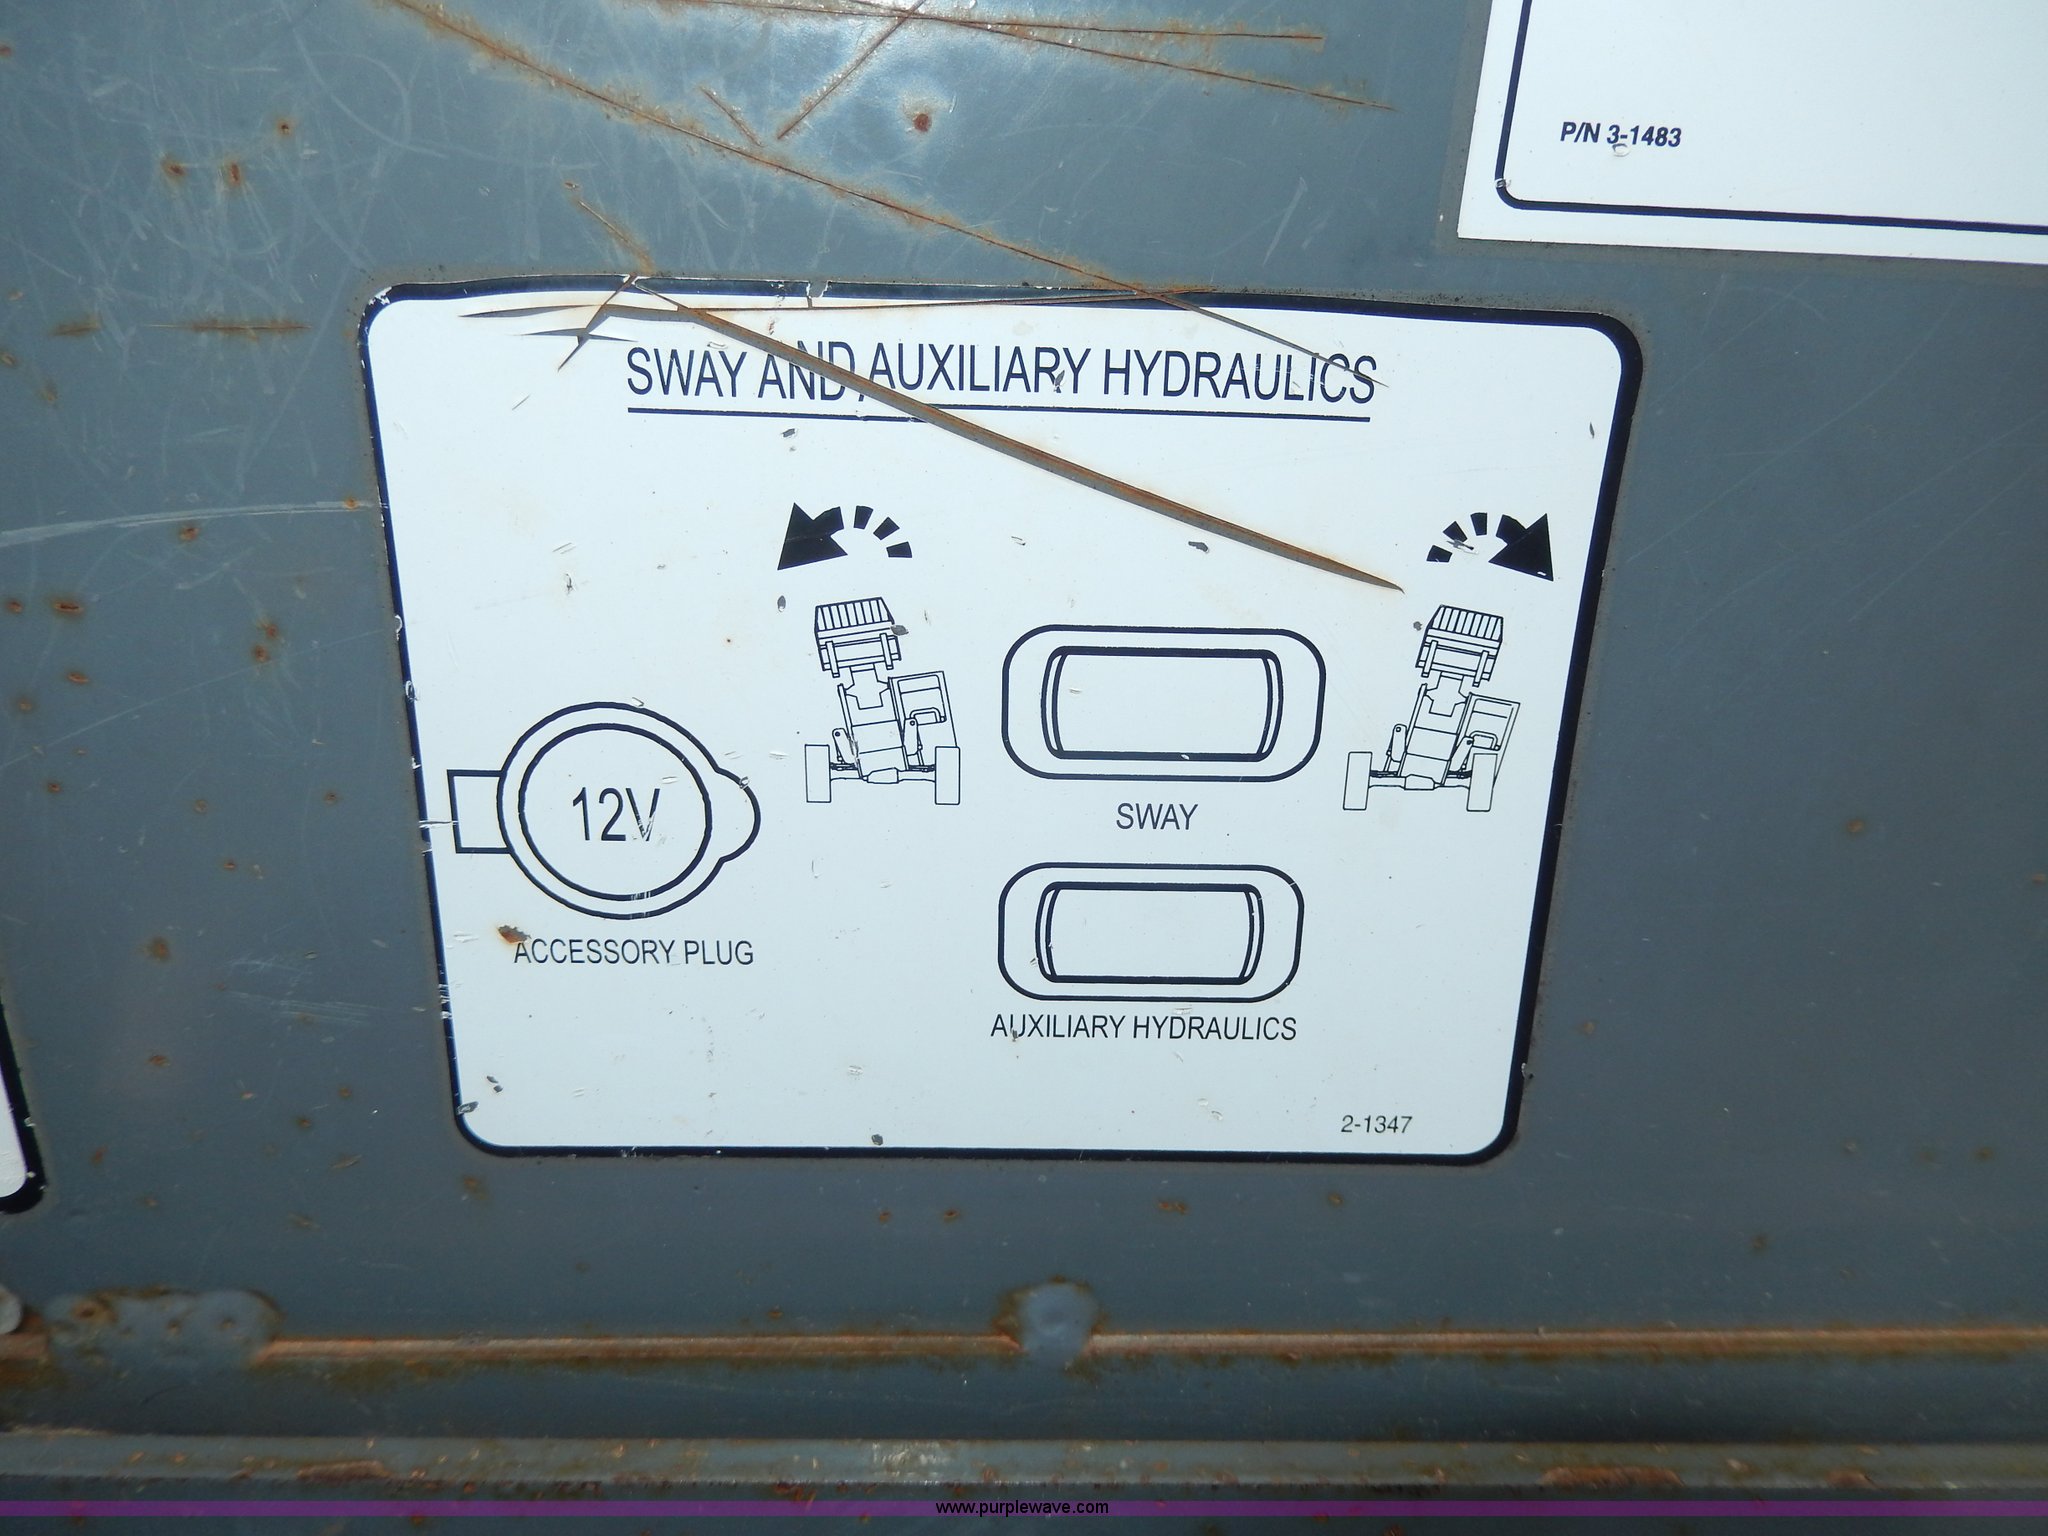 P/N 3-1483
SWAY AND AUXILIARY HYDRAULICS
12V
SWAY
ACCESSORY PLUG
AUXILIARY HYDRAULICS
2-1347
www.purplewave.com